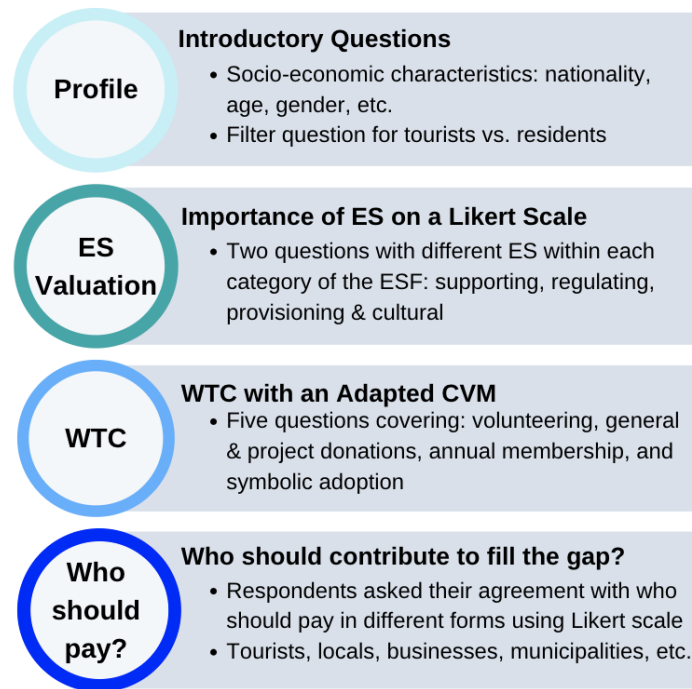 Profile
Introductory Questions
• Socio-economic characteristics: nationality,
age, gender, etc.
• Filter question for tourists vs. residents
ES
Valuation
Importance of ES on a Likert Scale
• Two questions with different ES within each
category of the ESF: supporting, regulating,
provisioning & cultural
WTC
WTC with an Adapted CVM
• Five questions covering: volunteering, general
& project donations, annual membership, and
symbolic adoption
Who
should
pay?
Who should contribute to fill the gap?
• Respondents asked their agreement with who
should pay in different forms using Likert scale
• Tourists, locals, businesses, municipalities, etc.